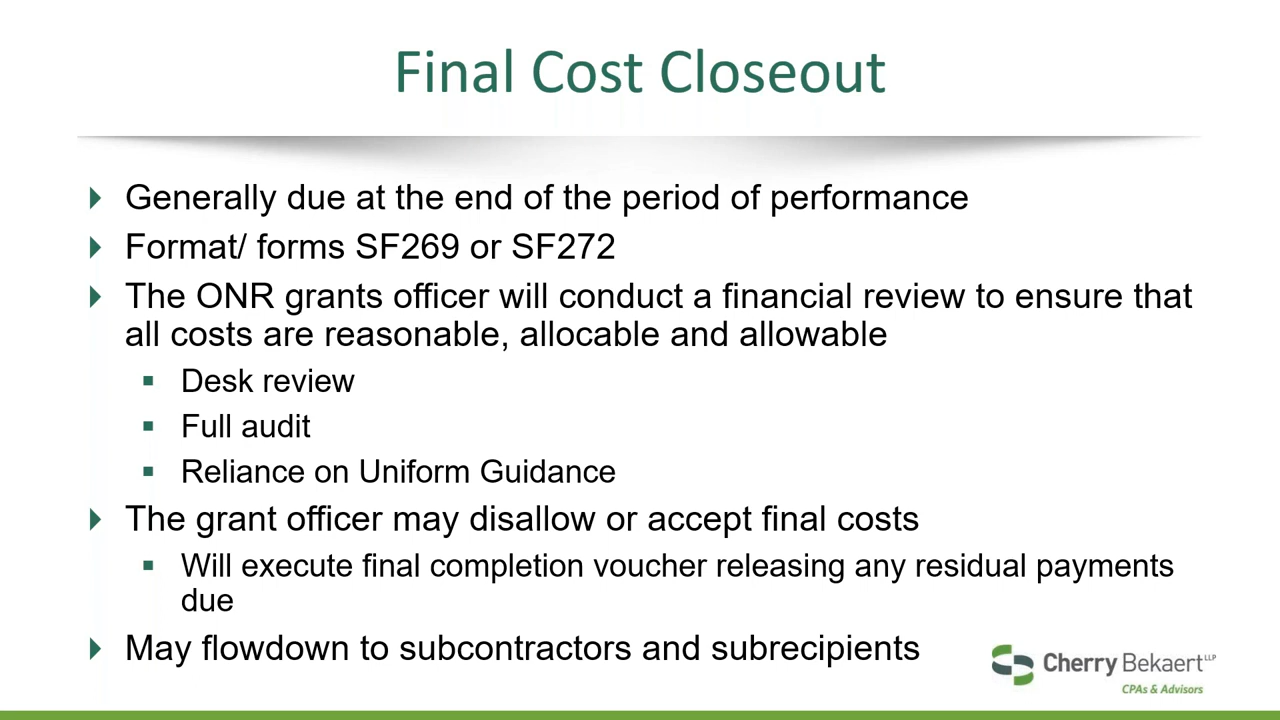 Final Cost Closeout
Generally due at the end of the period of performance
Format/ forms SF269 or SF272
The ONR grants officer will conduct a financial review to ensure that
all costs are reasonable, allocable and allowable
Desk review
Full audit
Reliance on Uniform Guidance
The grant officer may disallow or accept final costs
Will execute final completion voucher releasing any residual payments
due
May flowdown to subcontractors and subrecipients
Cherry Bekaert LLP
CPAs & Advisors